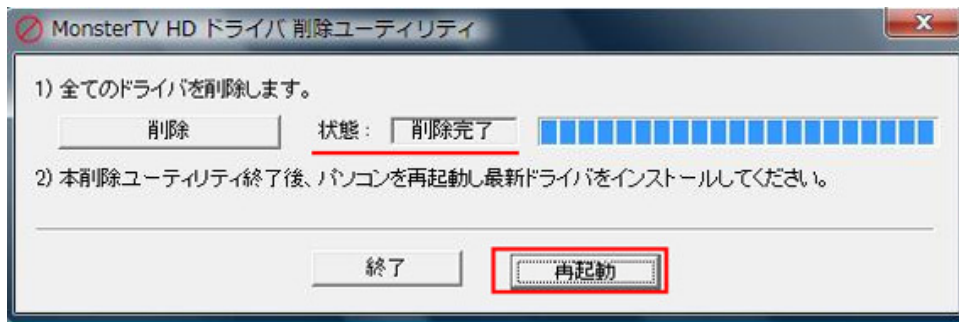 MonsterTV HD ドライバ 削除ユーティリティ
1) 全てのドライバを削除します。
削除 状態： 削除完了
2) 本削除ユーティリティ終了後、パソコンを再起動し最新ドライバをインストールしてください。
終了 再起動